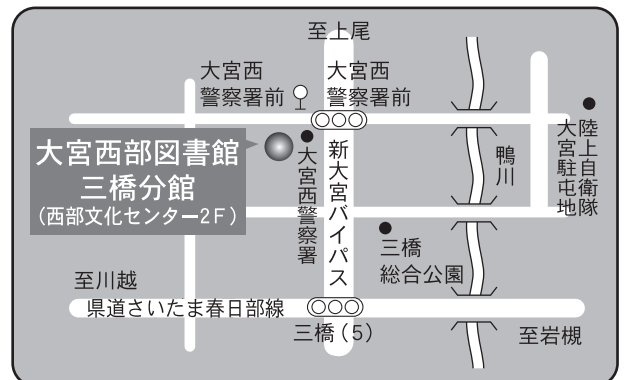 至上尾
大宮西
警察署前
大宮西
警察署前
大宮西部図書館
三橋分館
(西部文化センター2F)
大宮西警察署
新大宮バイパス
鴨川
陸上自衛隊
大宮駐屯地
三橋
総合公園
至川越
県道さいたま春日部線
三橋(5)
至岩槻